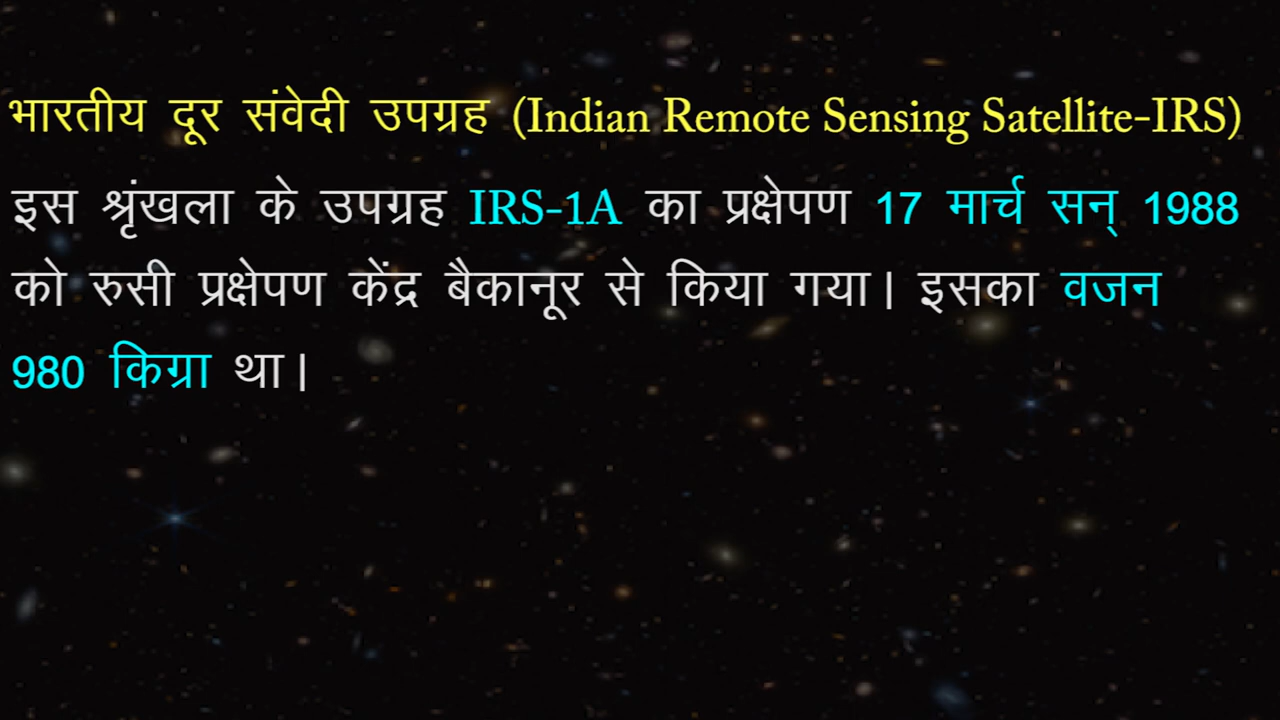 भारतीय दूर संवेदी उपग्रह (Indian Remote Sensing Satellite-IRS)
इस श्रृंखला के उपग्रह IRS-1A का प्रक्षेपण 17 मार्च सन् 1988
को रुसी प्रक्षेपण केंद्र बैकानूर से किया गया। इसका वजन
980 किग्रा था।